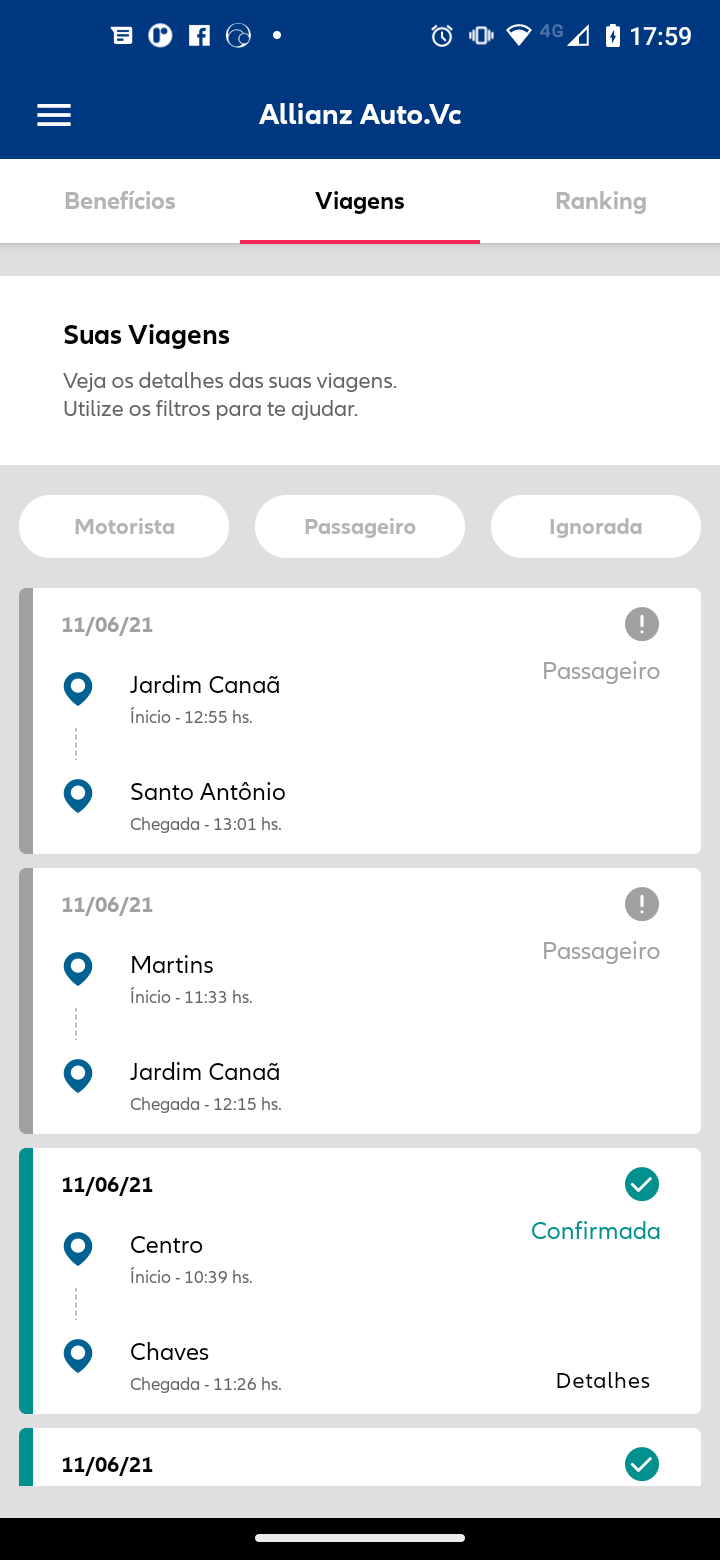 4G 17:59
Allianz Auto.Vc
Benefícios Viagens Ranking
Suas Viagens
Veja os detalhes das suas viagens.
Utilize os filtros para te ajudar.
Motorista Passageiro Ignorada
11/06/21
Passageiro
Jardim Canaã
Ínicio - 12:55 hs.
Santo Antônio
Chegada - 13:01 hs.
11/06/21
Passageiro
Martins
Ínicio - 11:33 hs.
Jardim Canaã
Chegada - 12:15 hs.
11/06/21
Confirmada
Centro
Ínicio - 10:39 hs.
Chaves
Chegada - 11:26 hs.
Detalhes
11/06/21